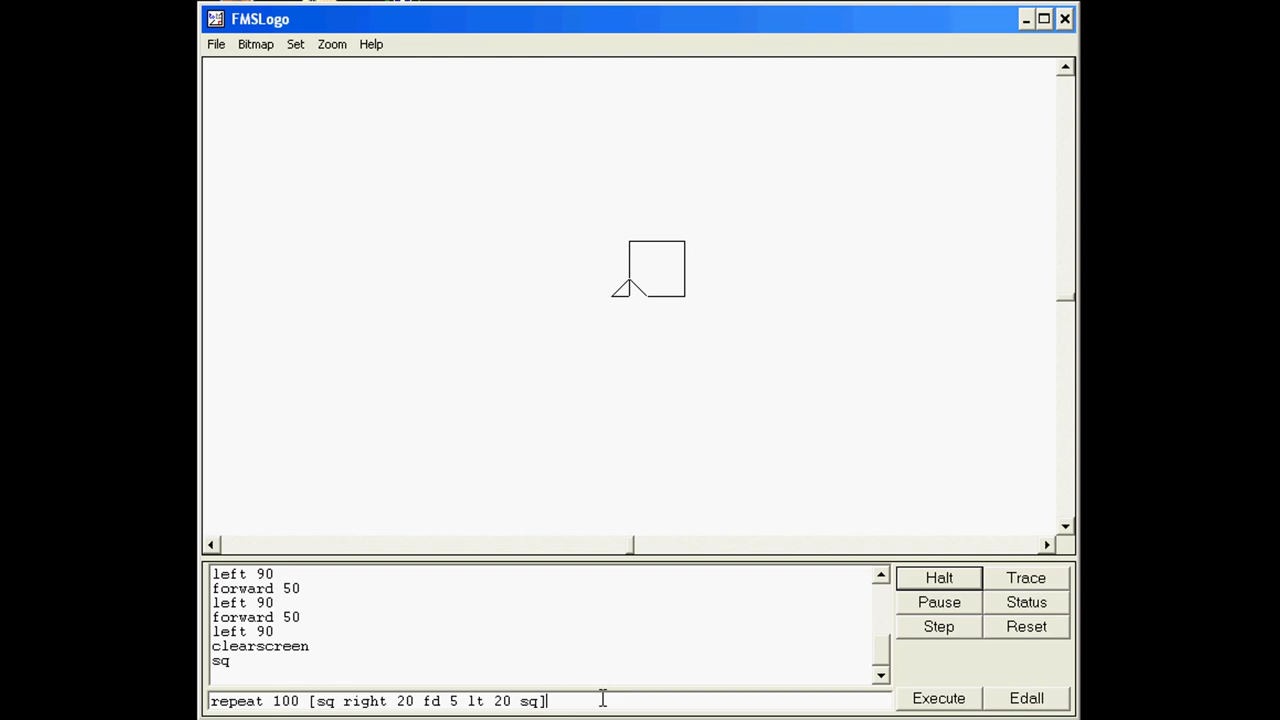 FMSLogo
File Bitmap Set Zoom Help
left 90
forward 50
left 90
forward 50
left 90
clearscreen
sq
repeat 100 [sq right 20 fd 5 lt 20 sq]
Halt Trace
Pause Status
Step Reset
Execute Edall